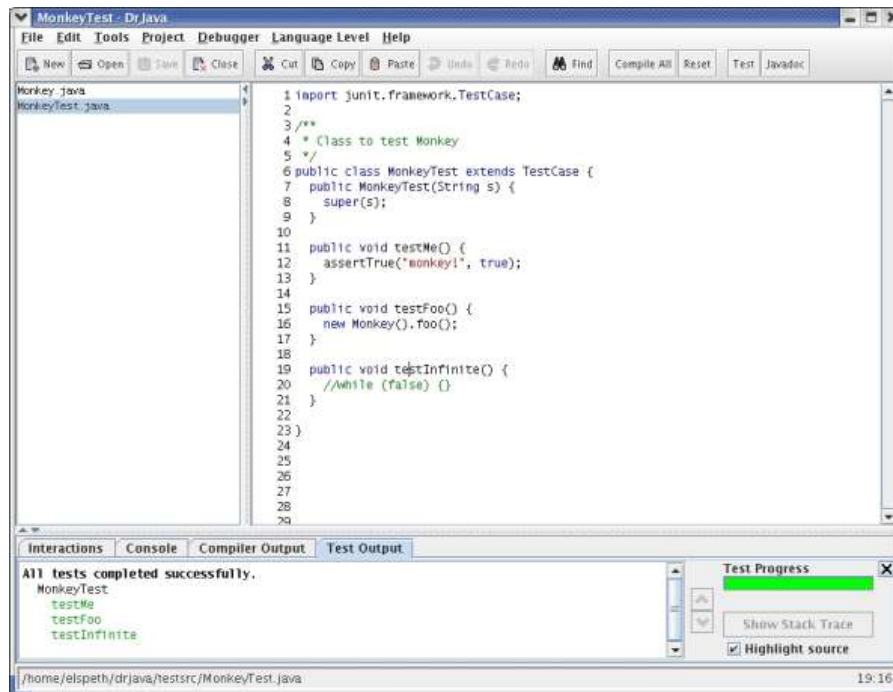 MonkeyTest - DrJava
File Edit Tools Project Debugger Language Level Help
New Open Save Close Cut Copy Paste Undo Redo Find Compile All Reset Test Javadoc
Monkey.java
MonkeyTest.java
1 import junit.framework.TestCase;
2
3 /**
4 * Class to test Monkey
5 */
6 public class MonkeyTest extends TestCase {
7 public MonkeyTest(String s) {
8 super(s);
9 }
10
11 public void testMe() {
12 assertTrue("monkey!", true);
13 }
14
15 public void testFoo() {
16 new Monkey().foo();
17 }
18
19 public void testInfinite() {
20 //while (false) {}
21 }
22
23 }
24
25
26
27
28
29
Interactions Console Compiler Output Test Output
All tests completed successfully.
MonkeyTest
testMe
testFoo
testInfinite
Test Progress
Show Stack Trace
Highlight source
/home/elspeth/drjava/testsrc/MonkeyTest.java 19:16